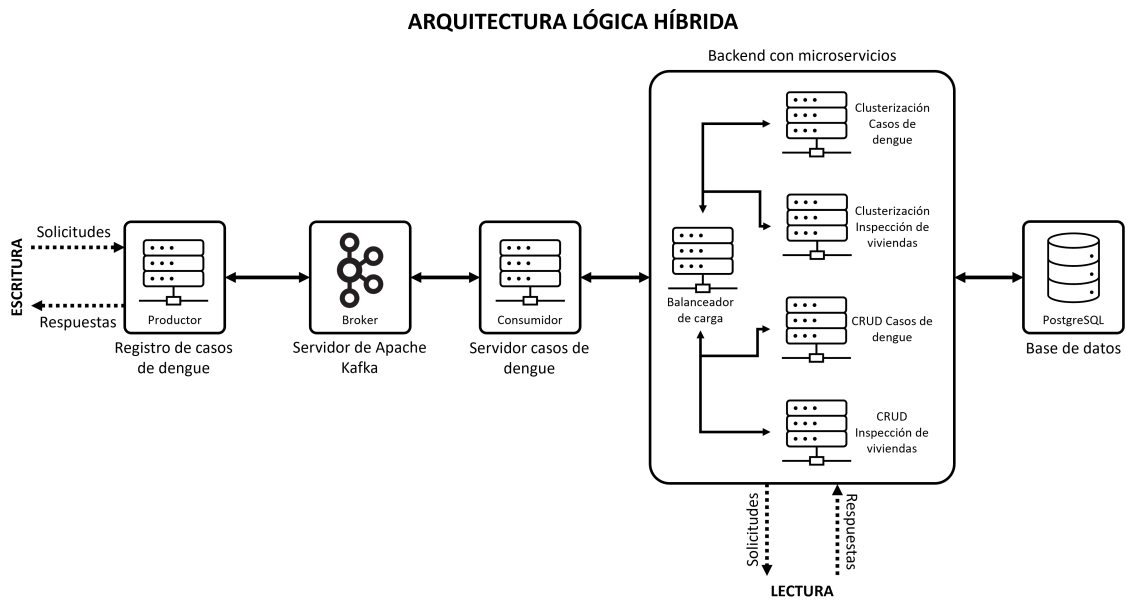 ARQUITECTURA LÓGICA HÍBRIDA
Backend con microservicios
Clusterización
Casos de
dengue
Clusterización
Inspección de
viviendas
Balanceador
de carga
CRUD Casos de
dengue
CRUD
Inspección de
viviendas
ESCRITURA
Solicitudes
Respuestas
Productor
Registro de casos
de dengue
Broker
Servidor de Apache
Kafka
Consumidor
Servidor casos de
dengue
PostgreSQL
Base de datos
Solicitudes
Respuestas
LECTURA